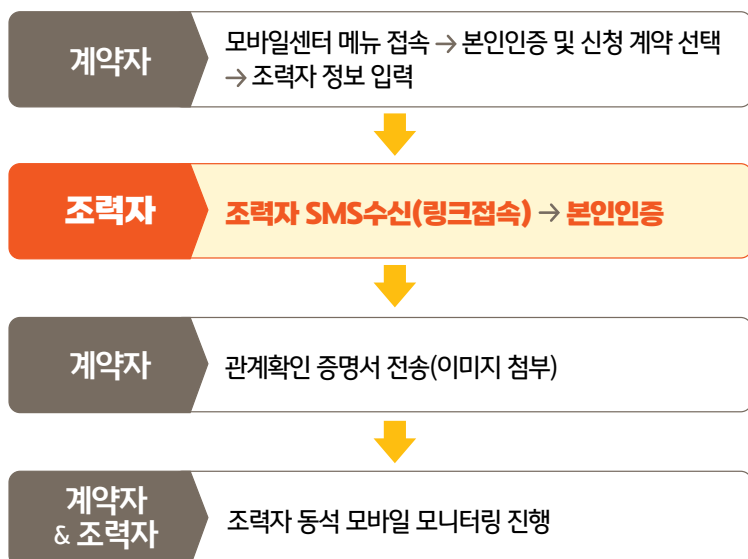 계약자
모바일센터 메뉴 접속 → 본인인증 및 신청 계약 선택
→ 조력자 정보 입력
조력자
조력자 SMS수신(링크접속) → 본인인증
계약자
관계확인 증명서 전송(이미지 첨부)
계약자
& 조력자
조력자 동석 모바일 모니터링 진행